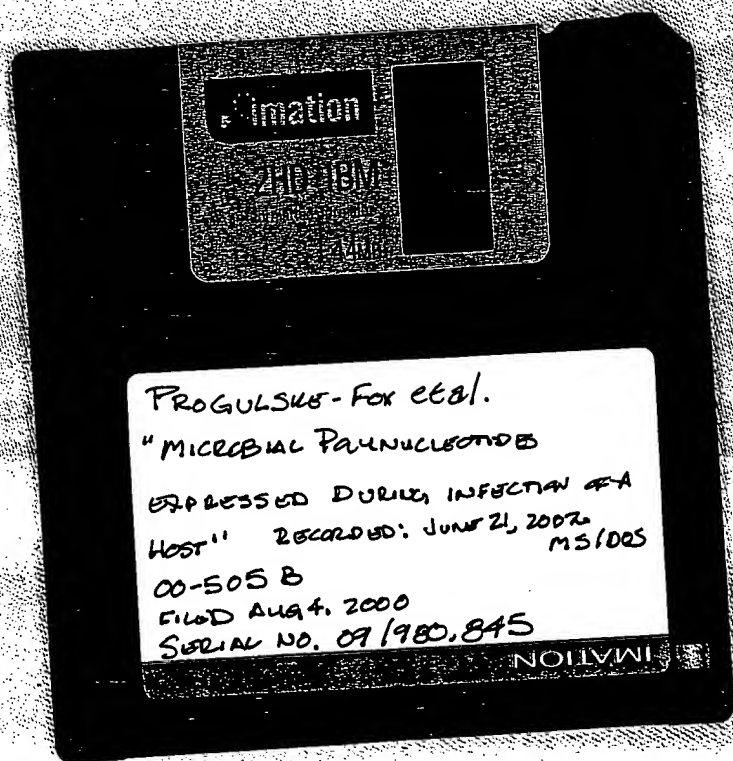 imation
2HD IBM
PROGULSKE-FOX et al.
"MICROBIAL POLYNUCLEOTIDES
EXPRESSED DURING INFECTION OF A
HOST" RECORDED: JUNE 21, 2002
MS/DOS
00-505 B
FILED AUG 4, 2000
SERIAL NO. 09/980,845
IMATION